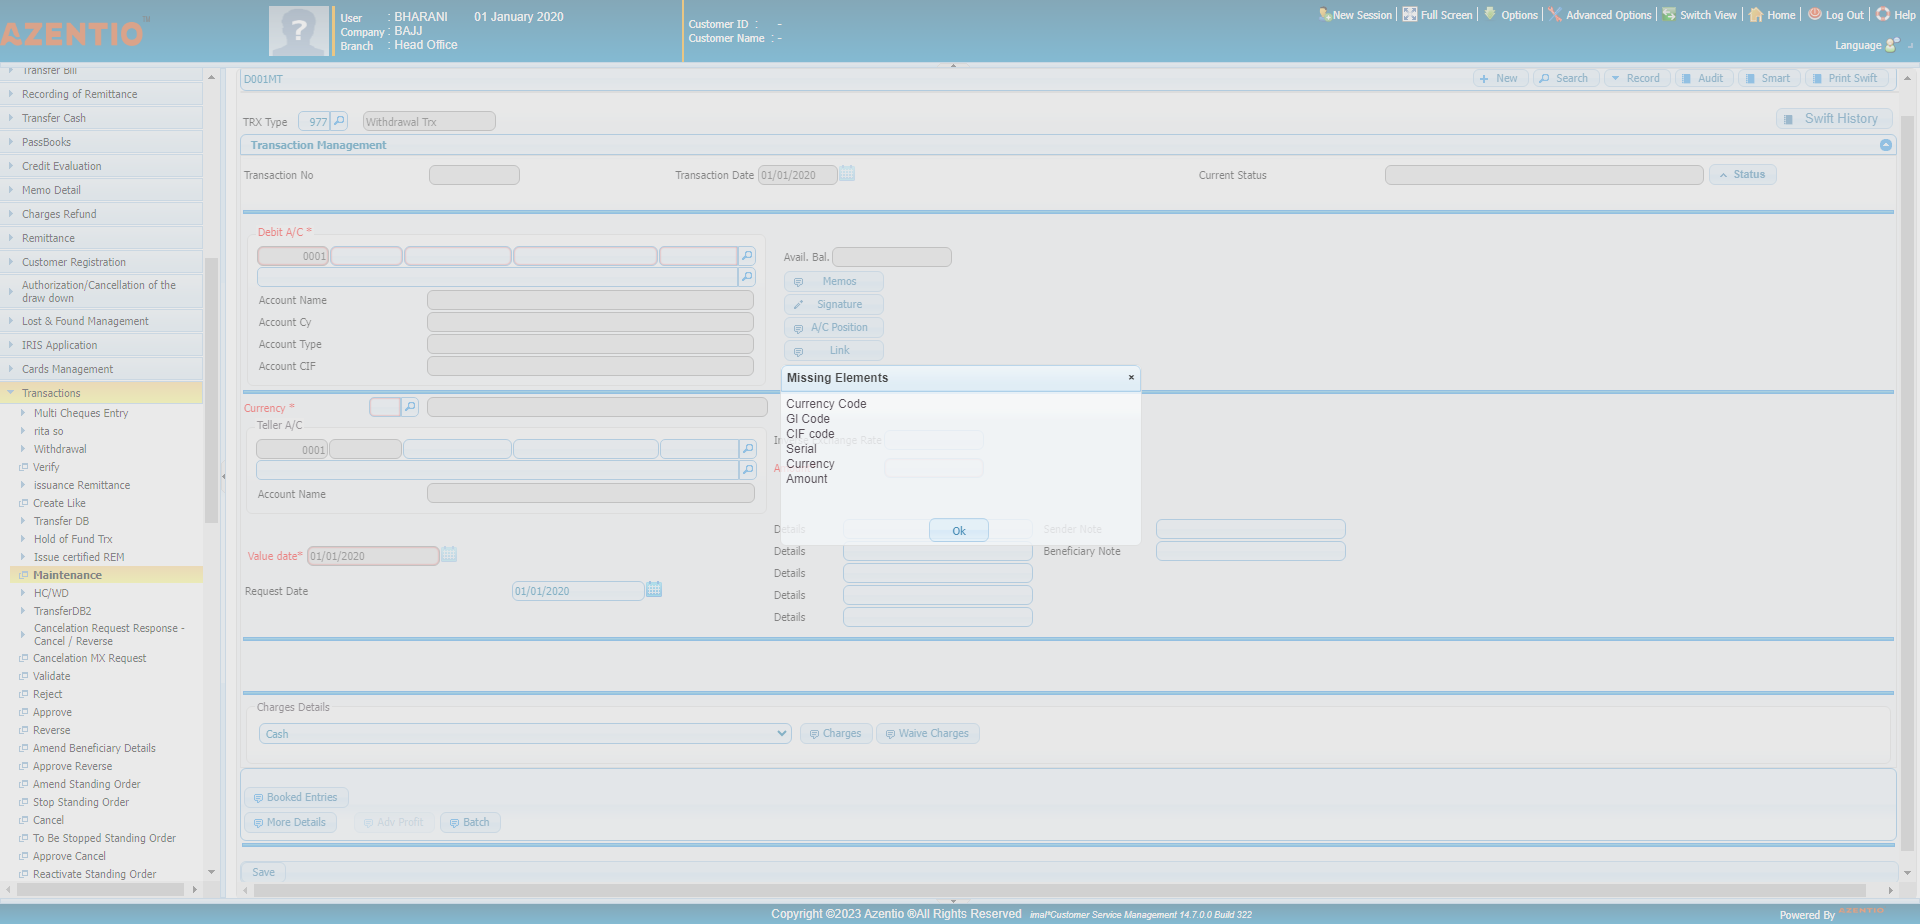 AZENTIO™
User : BHARANI 01 January 2020
Company : BAJJ
Branch : Head Office
Customer ID : -
Customer Name : -
New Session
Full Screen
Options
Advanced Options
Switch View
Home
Log Out
Help
Language
Transfer Bill
Recording of Remittance
Transfer Cash
PassBooks
Credit Evaluation
Memo Detail
Charges Refund
Remittance
Customer Registration
Authorization/Cancellation of the
draw down
Lost & Found Management
IRIS Application
Cards Management
Transactions
Multi Cheques Entry
rita so
Withdrawal
Verify
issuance Remittance
Create Like
Transfer DB
Hold of Fund Trx
Issue certified REM
Maintenance
HC/WD
TransferDB2
Cancelation Request Response -
Cancel / Reverse
Cancelation MX Request
Validate
Reject
Approve
Reverse
Amend Beneficiary Details
Approve Reverse
Amend Standing Order
Stop Standing Order
Cancel
To Be Stopped Standing Order
Approve Cancel
Reactivate Standing Order
D001MT
New
Search
Record
Audit
Smart
Print Swift
TRX Type 977 Withdrawal Trx
Swift History
Transaction Management
Transaction No
Transaction Date 01/01/2020
Current Status
Status
Debit A/C *
0001
Account Name
Account Cy
Account Type
Account CIF
Avail. Bal.
Memos
Signature
A/C Position
Link
Currency *
Teller A/C
0001
Account Name
Value date* 01/01/2020
Request Date 01/01/2020
Missing Elements
Currency Code
Gl Code
CIF code
Serial
Currency
Amount
Ok
Details
Sender Note
Details
Beneficiary Note
Details
Details
Details
Charges Details
Cash
Charges
Waive Charges
Booked Entries
More Details
Adv Profit
Batch
Save
Copyright ©2023 Azentio ®All Rights Reserved imal*Customer Service Management 14.7.0.0 Build 322
Powered By AZENTIO